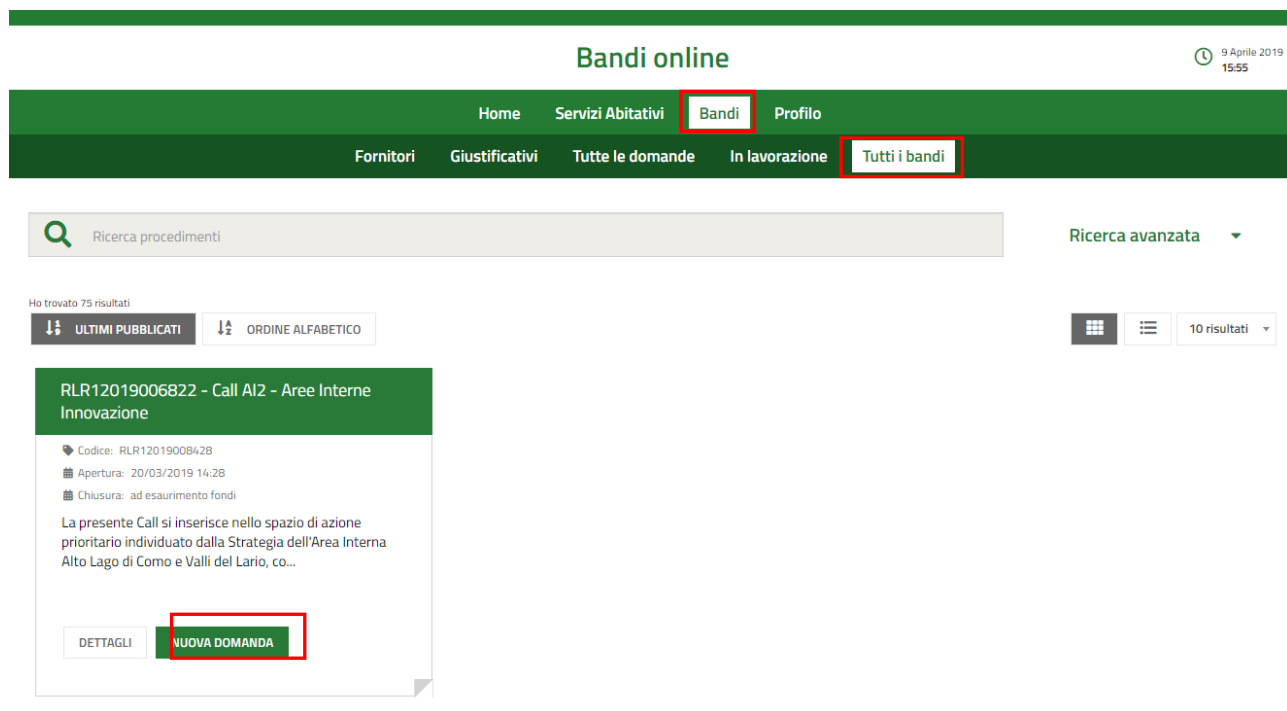 Bandi online
9 Aprile 2019
15:55
Home Servizi Abitativi Bandi Profilo
Fornitori Giustificativi Tutte le domande In lavorazione Tutti i bandi
Ricerca procedimenti
Ricerca avanzata
Ho trovato 75 risultati
ULTIMI PUBBLICATI ORDINE ALFABETICO
10 risultati
RLR12019006822 - Call AI2 - Aree Interne
Innovazione
Codice: RLR12019008428
Apertura: 20/03/2019 14:28
Chiusura: ad esaurimento fondi
La presente Call si inserisce nello spazio di azione
prioritario individuato dalla Strategia dell'Area Interna
Alto Lago di Como e Valli del Lario, co...
DETTAGLI NUOVA DOMANDA